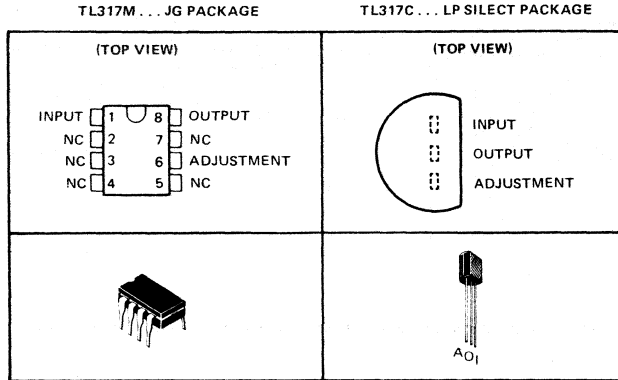 TL317M . . . JG PACKAGE
TL317C . . . LP SILECT PACKAGE
(TOP VIEW)
INPUT 1 8 OUTPUT
NC 2 7 NC
NC 3 6 ADJUSTMENT
NC 4 5 NC
(TOP VIEW)
INPUT
OUTPUT
ADJUSTMENT
A O I